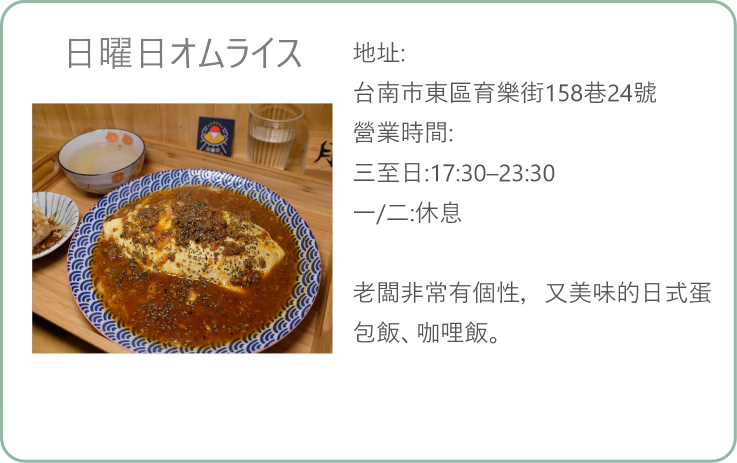 日曜日オムライス
地址:
台南市東區育樂街158巷24號
營業時間:
三至日:17:30–23:30
一/二:休息
老闆非常有個性，又美味的日式蛋
包飯、咖哩飯。